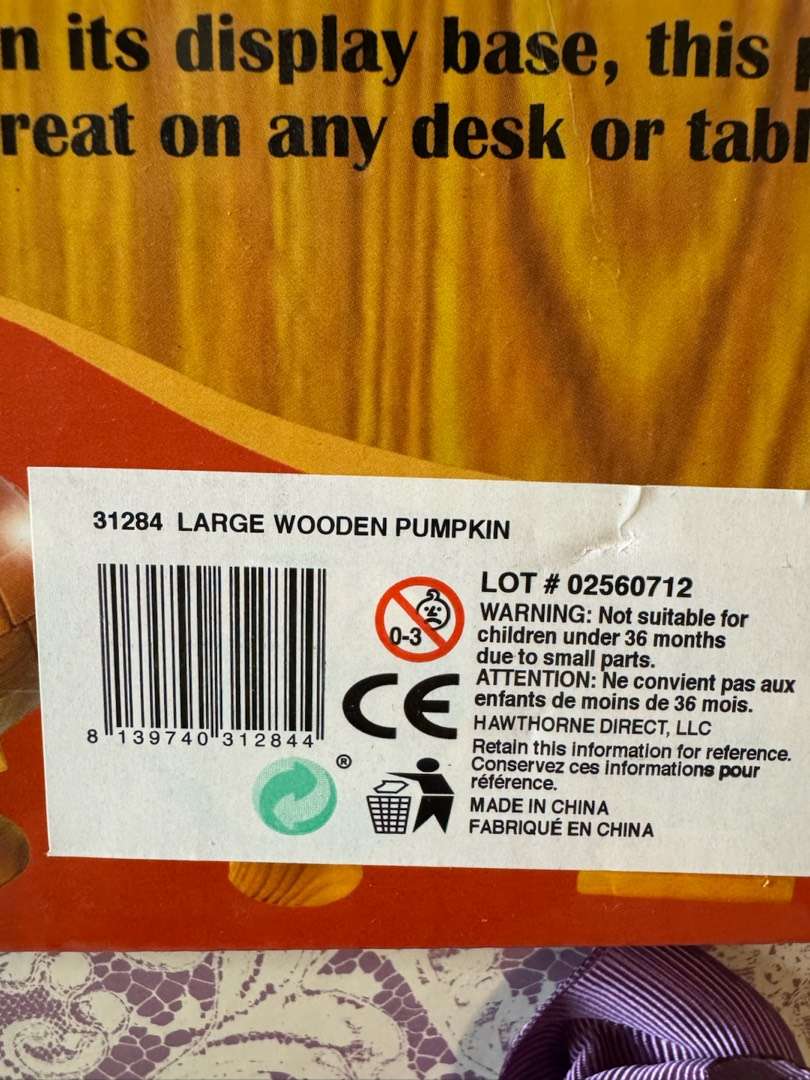 its display base, this
on any desk or
31284 LARGE WOODEN PUMPKIN
LOT # 02560712
WARNING: Not suitable for
children under 36 months
due to small parts.
ATTENTION: Ne convient pas aux
enfants de moins de 36 mois.
HAWTHORNE DIRECT, LLC
Retain this information for reference.
Conservez ces informations pour
référence.
MADE IN CHINA
FABRIQUÉ EN CHINA
0-3
CE
8 139740 312844
®